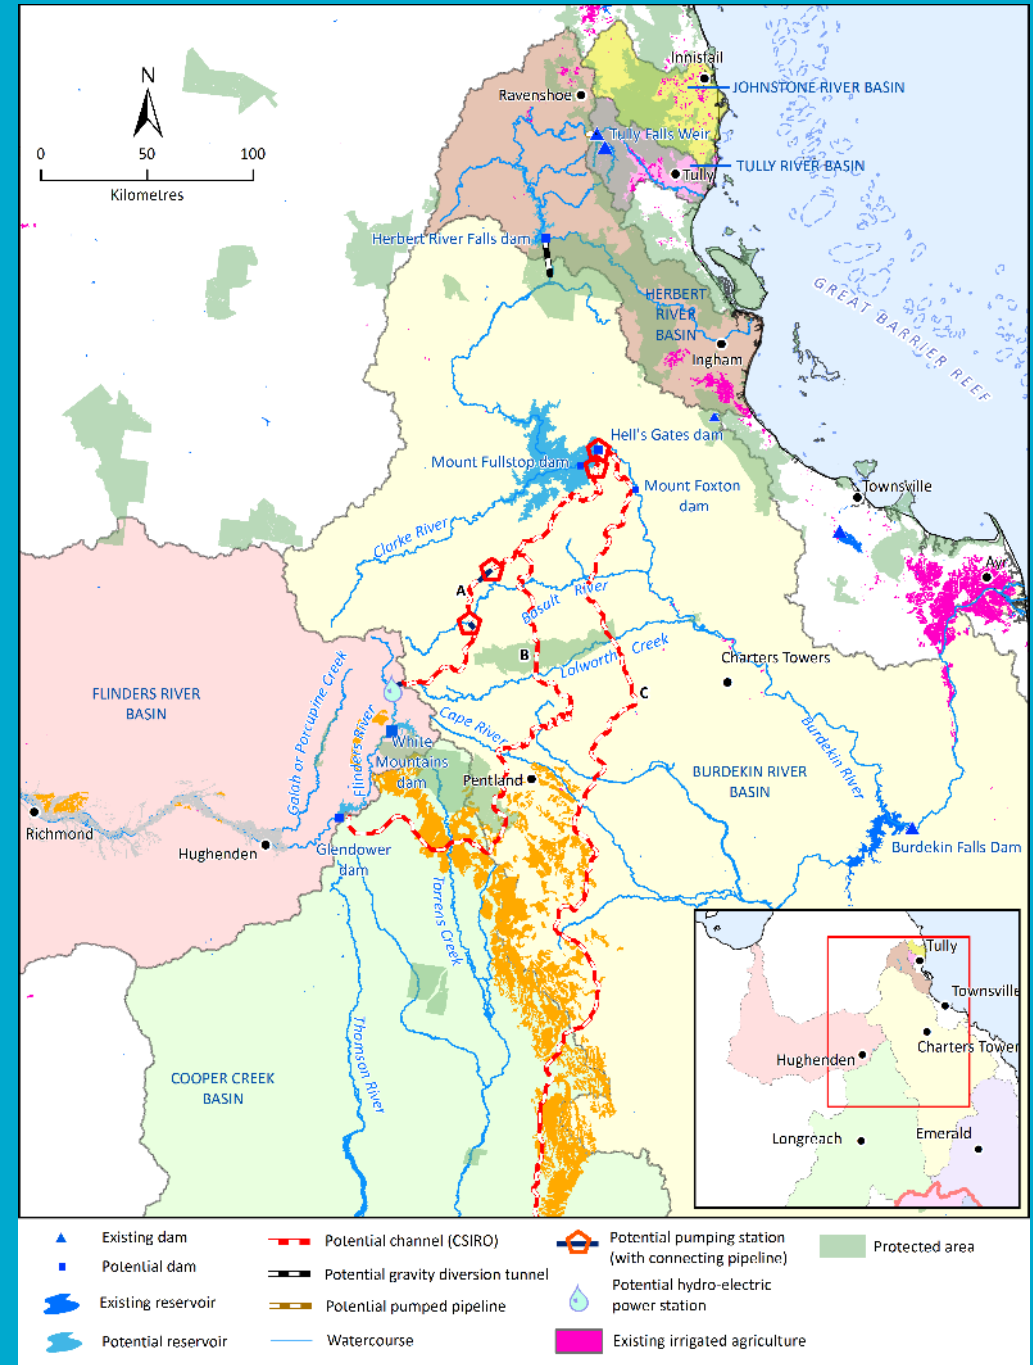 N
0 50 100
Kilometres
Innisfail
JOHNSTONE RIVER BASIN
Ravenshoe
Tully Falls Weir
TULLY RIVER BASIN
Tully
Herbert River Falls dam
GREAT BARRIER REEF
HERBERT
RIVER
BASIN
Ingham
Hell's Gates dam
Mount Fullstop dam
Mount Foxton
dam
Townsville
Clarke River
Ayr
A
Basalt River
B
Lolworth Creek
Charters Towers
C
FLINDERS RIVER
BASIN
Galah or Porcupine Creek
Flinders River
Cape River
White
Mountains
dam
Pentland
BURDEKIN RIVER
BASIN
Burdekin River
Richmond
Hughenden
Glendower
dam
Burdekin Falls Dam
Torrens Creek
Thomson River
COOPER CREEK
BASIN
Tully
Townsville
Charters Tower
Hughenden
Longreach
Emerald
Existing dam
Potential dam
Existing reservoir
Potential reservoir
Potential channel (CSIRO)
Potential gravity diversion tunnel
Potential pumped pipeline
Watercourse
Potential pumping station
(with connecting pipeline)
Potential hydro-electric
power station
Existing irrigated agriculture
Protected area